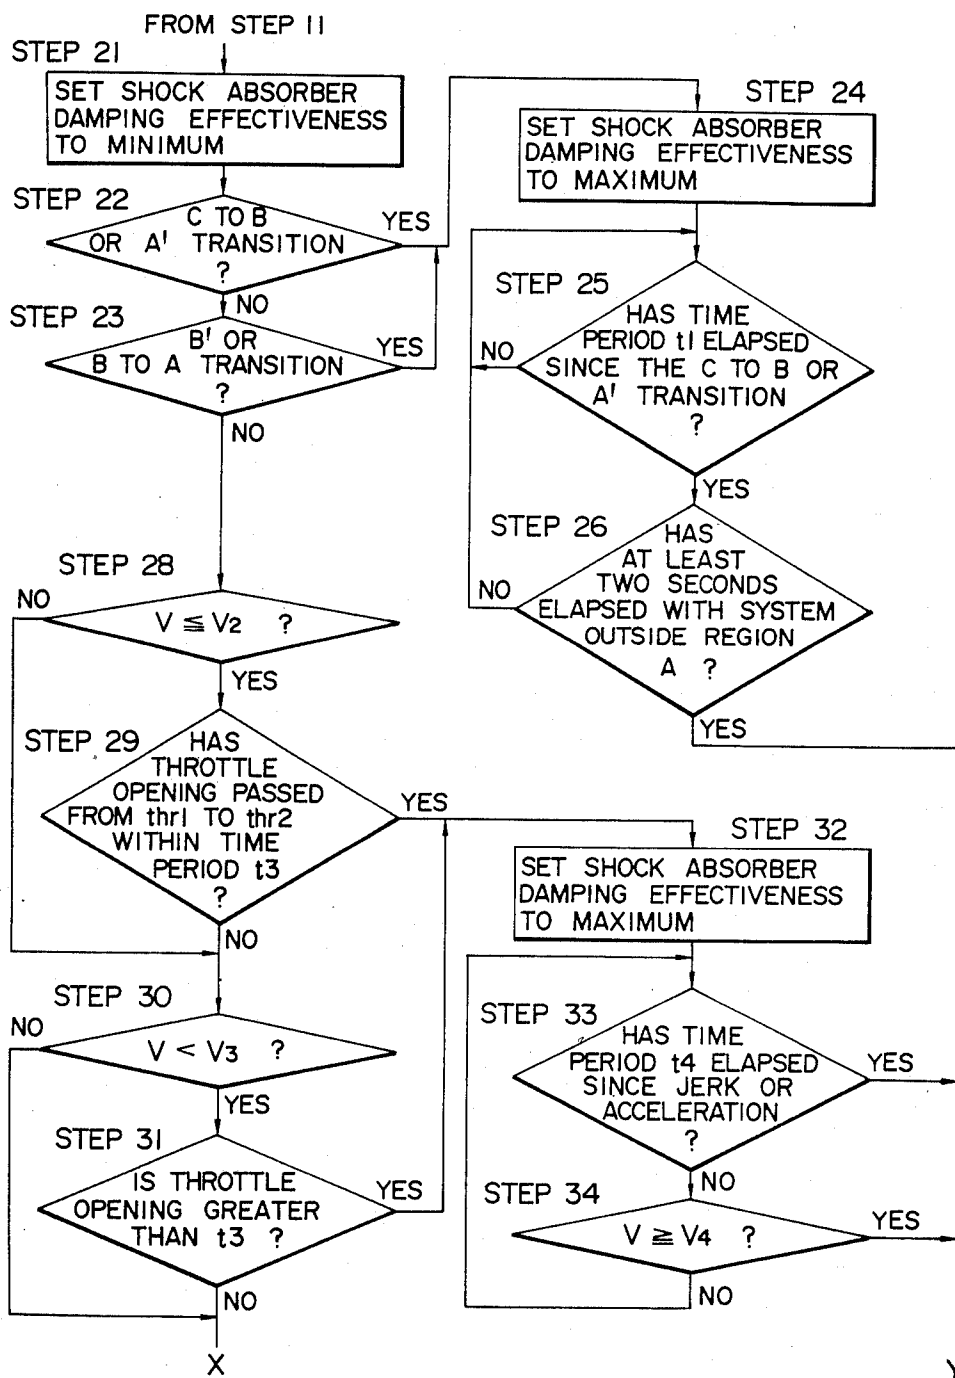 FROM STEP 11
STEP 21
SET SHOCK ABSORBER
DAMPING EFFECTIVENESS
TO MINIMUM
STEP 22
C TO B
OR A' TRANSITION
?
YES
NO
STEP 23
B' OR
B TO A TRANSITION
?
YES
NO
STEP 24
SET SHOCK ABSORBER
DAMPING EFFECTIVENESS
TO MAXIMUM
STEP 25
HAS TIME
PERIOD t1 ELAPSED
SINCE THE C TO B OR
A' TRANSITION
?
NO
YES
STEP 26
HAS
AT LEAST
TWO SECONDS
ELAPSED WITH SYSTEM
OUTSIDE REGION
A ?
NO
YES
STEP 28
NO
V ≦ V2 ?
YES
STEP 29
HAS
THROTTLE
OPENING PASSED
FROM thr1 TO thr2
WITHIN TIME
PERIOD t3
?
YES
NO
STEP 30
NO
V < V3 ?
YES
STEP 31
IS THROTTLE
OPENING GREATER
THAN t3 ?
YES
NO
X
STEP 32
SET SHOCK ABSORBER
DAMPING EFFECTIVENESS
TO MAXIMUM
STEP 33
HAS TIME
PERIOD t4 ELAPSED
SINCE JERK OR
ACCELERATION
?
YES
NO
STEP 34
V ≧ V4 ?
YES
NO